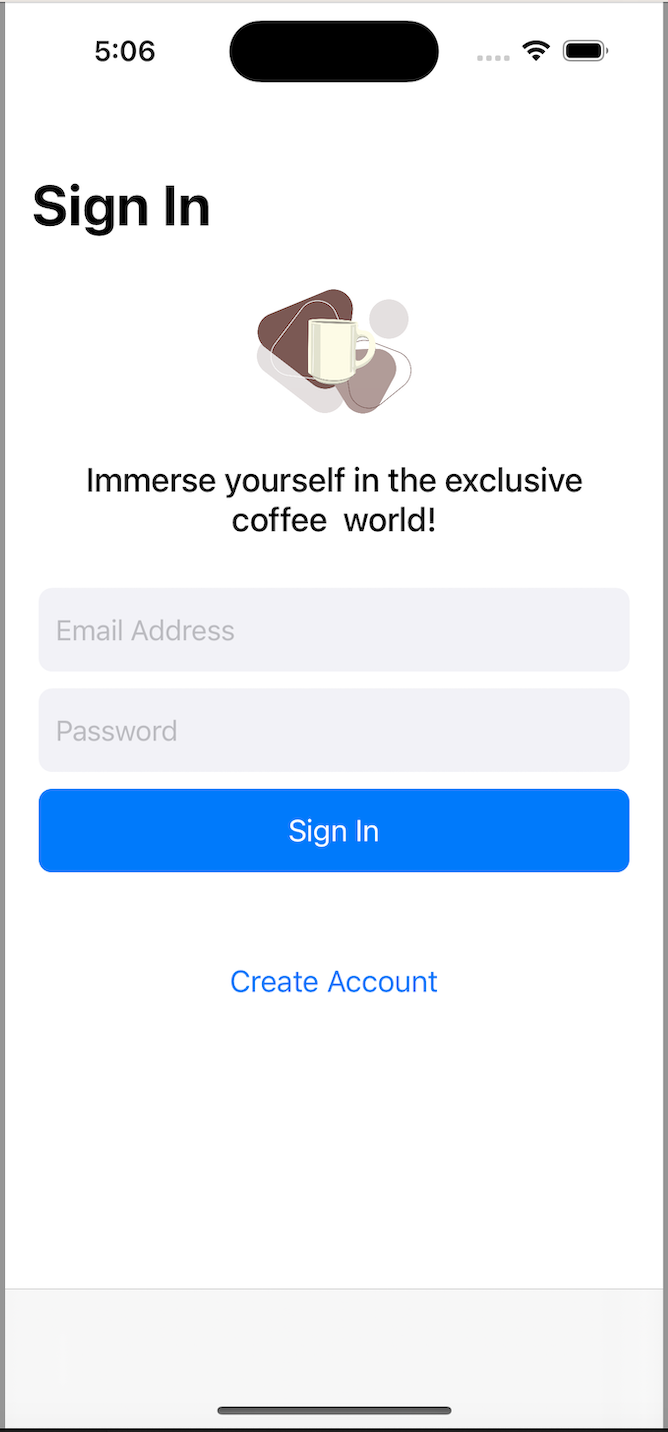 5:06
Sign In
Immerse yourself in the exclusive
coffee  world!
Email Address
Password
Sign In
Create Account